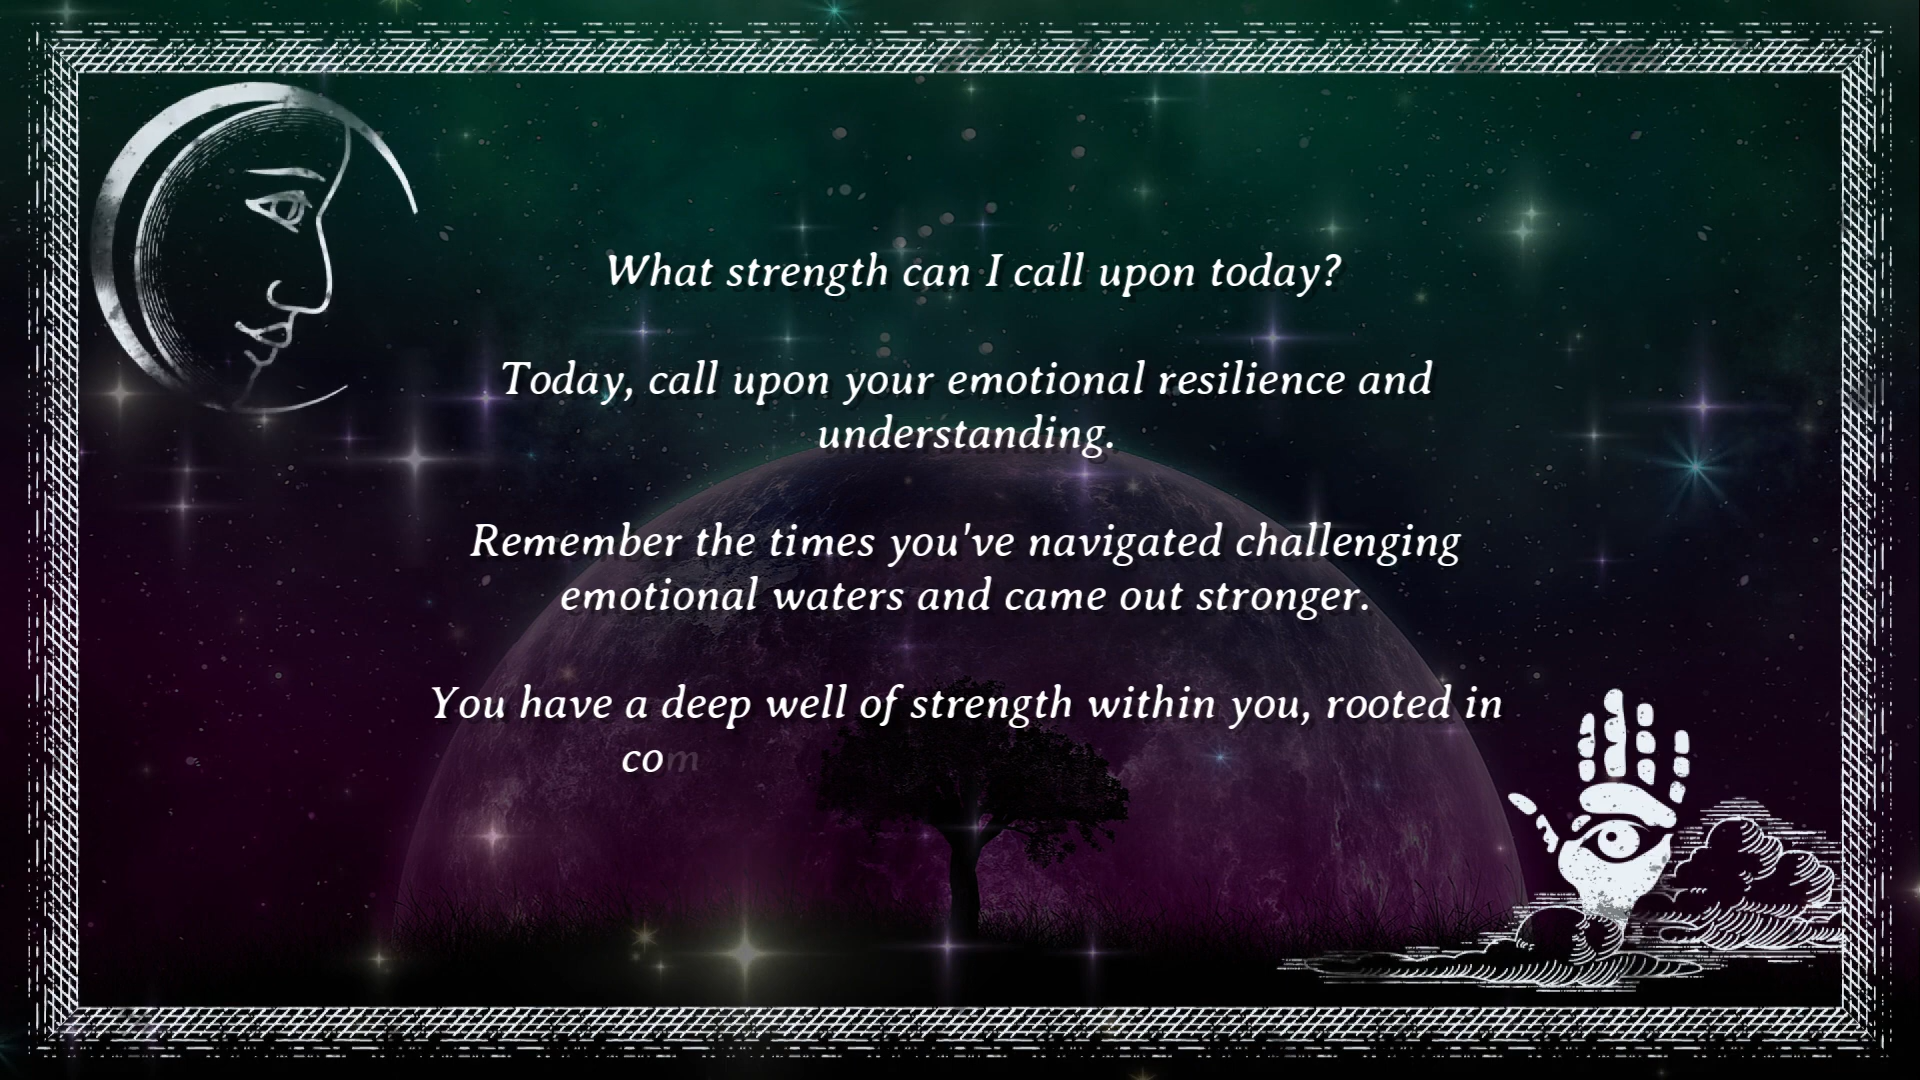 What strength can I call upon today?
Today, call upon your emotional resilience and
understanding.
Remember the times you've navigated challenging
emotional waters and came out stronger.
You have a deep well of strength within you, rooted in
com